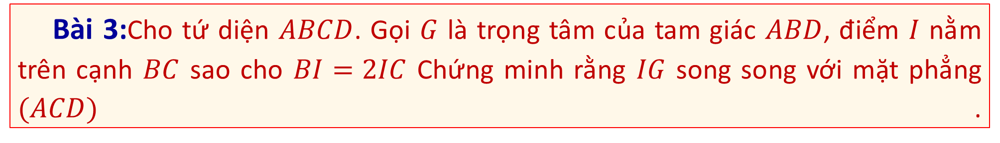 Bài 3:Cho tứ diện ABCD. Gọi G là trọng tâm của tam giác ABD, điểm I nằm
trên cạnh BC sao cho BI = 2IC Chứng minh rằng IG song song với mặt phẳng
(ACD) .